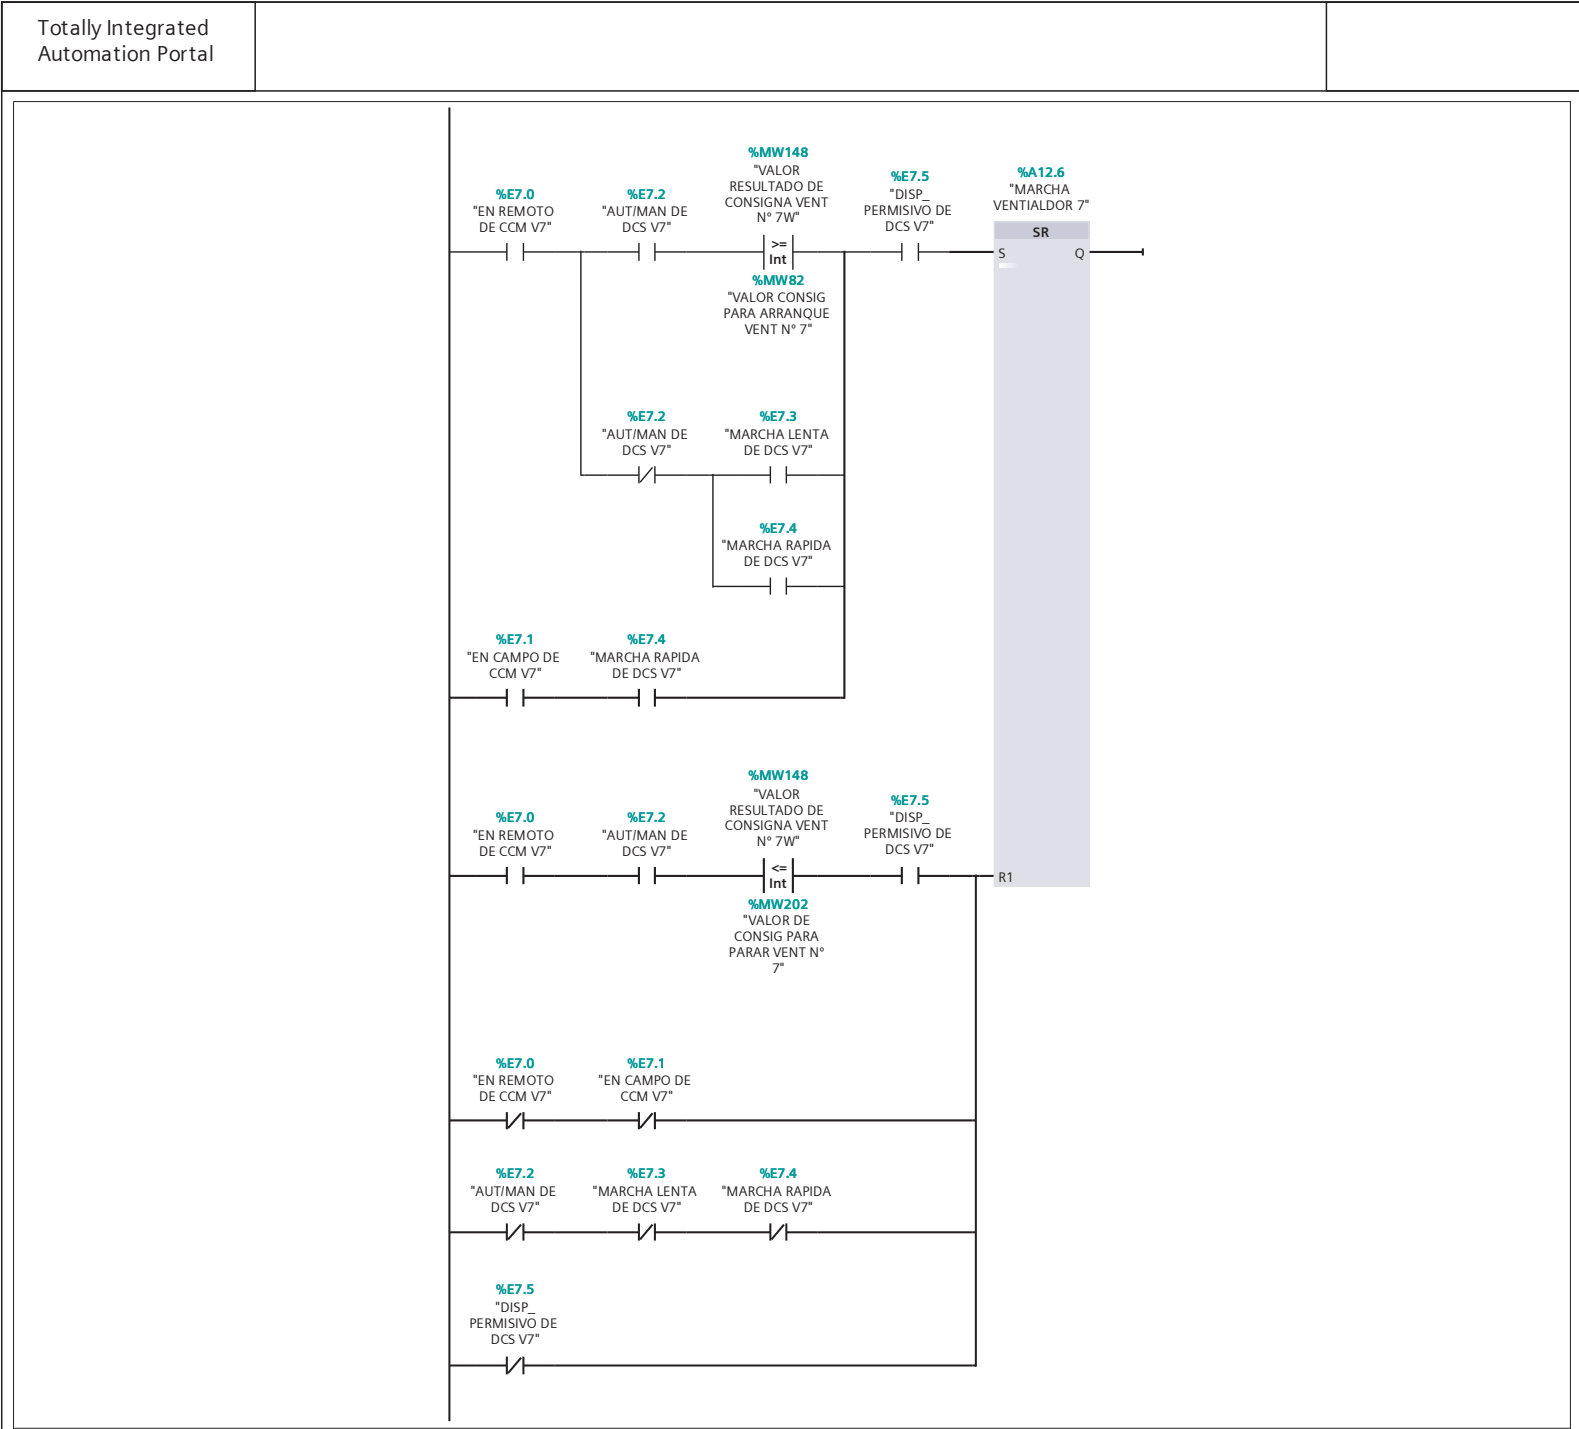 Totally Integrated
Automation Portal
%MW148
"VALOR
RESULTADO DE
CONSIGNA VENT
Nº 7W"
%E7.0
"EN REMOTO
DE CCM V7"
%E7.2
"AUT/MAN DE
DCS V7"
>=
Int
%MW82
"VALOR CONSIG
PARA ARRANQUE
VENT Nº 7"
%E7.5
"DISP_
PERMISIVO DE
DCS V7"
%A12.6
"MARCHA
VENTIALDOR 7"
SR
S
Q
%E7.2
"AUT/MAN DE
DCS V7"
%E7.3
"MARCHA LENTA
DE DCS V7"
%E7.4
"MARCHA RAPIDA
DE DCS V7"
%E7.1
"EN CAMPO DE
CCM V7"
%E7.4
"MARCHA RAPIDA
DE DCS V7"
%MW148
"VALOR
RESULTADO DE
CONSIGNA VENT
Nº 7W"
%E7.0
"EN REMOTO
DE CCM V7"
%E7.2
"AUT/MAN DE
DCS V7"
<=
Int
%MW202
"VALOR DE
CONSIG PARA
PARAR VENT Nº
7"
%E7.5
"DISP_
PERMISIVO DE
DCS V7"
R1
%E7.0
"EN REMOTO
DE CCM V7"
%E7.1
"EN CAMPO DE
CCM V7"
%E7.2
"AUT/MAN DE
DCS V7"
%E7.3
"MARCHA LENTA
DE DCS V7"
%E7.4
"MARCHA RAPIDA
DE DCS V7"
%E7.5
"DISP_
PERMISIVO DE
DCS V7"